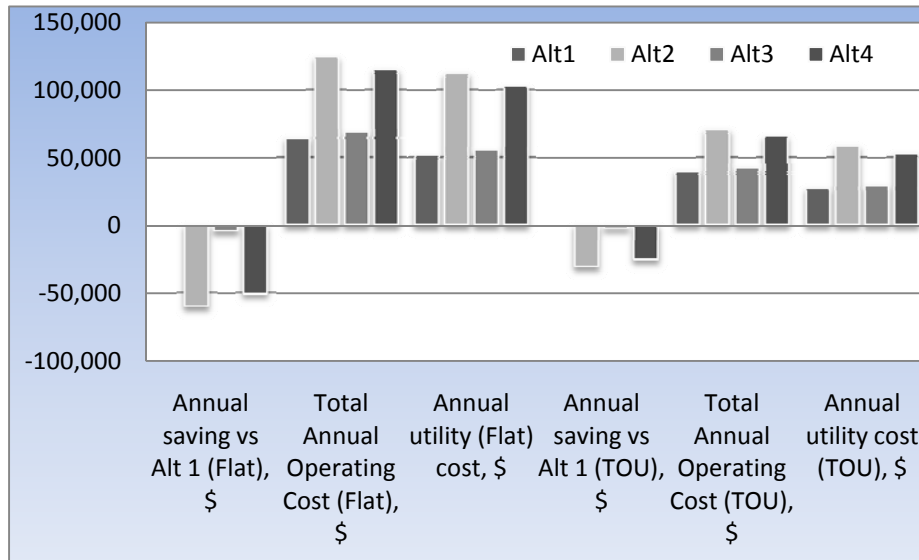 150,000
100,000
50,000
0
-50,000
-100,000
Alt1 Alt2 Alt3 Alt4
Annual
saving vs
Alt 1 (Flat),
$
Total
Annual
Operating
Cost (Flat),
$
Annual
utility (Flat)
cost, $
Annual
saving vs
Alt 1 (TOU),
$
Total
Annual
Operating
Cost (TOU),
$
Annual
utility cost
(TOU), $